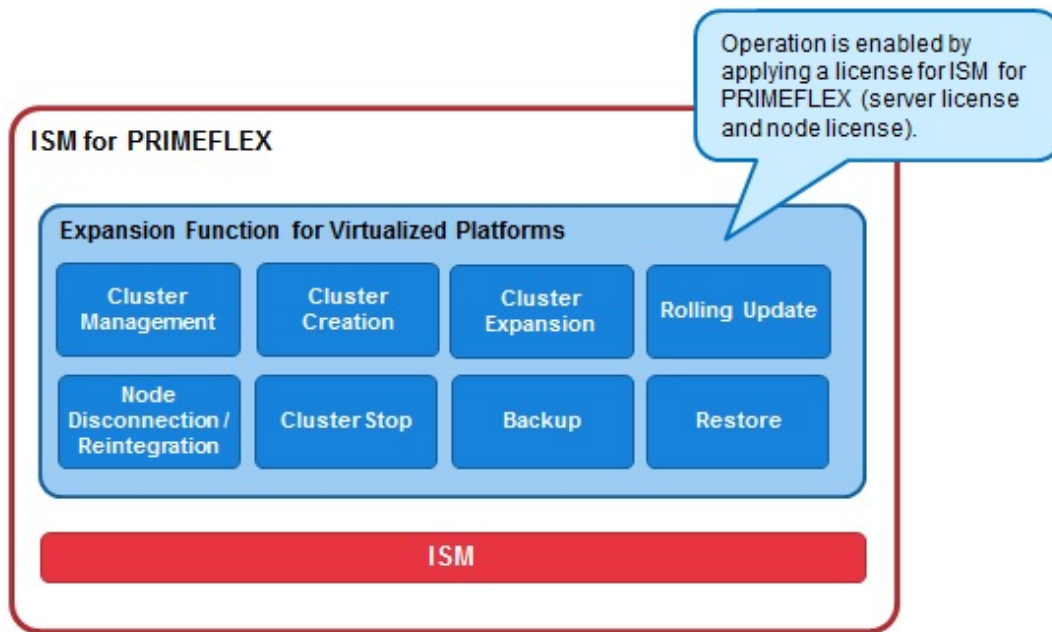 Operation is enabled by
applying a license for ISM for
PRIMEFLEX (server license
and node license).
ISM for PRIMEFLEX
Expansion Function for Virtualized Platforms
Cluster
Management
Cluster
Creation
Cluster
Expansion
Rolling Update
Node
Disconnection /
Reintegration
Cluster Stop
Backup
Restore
ISM